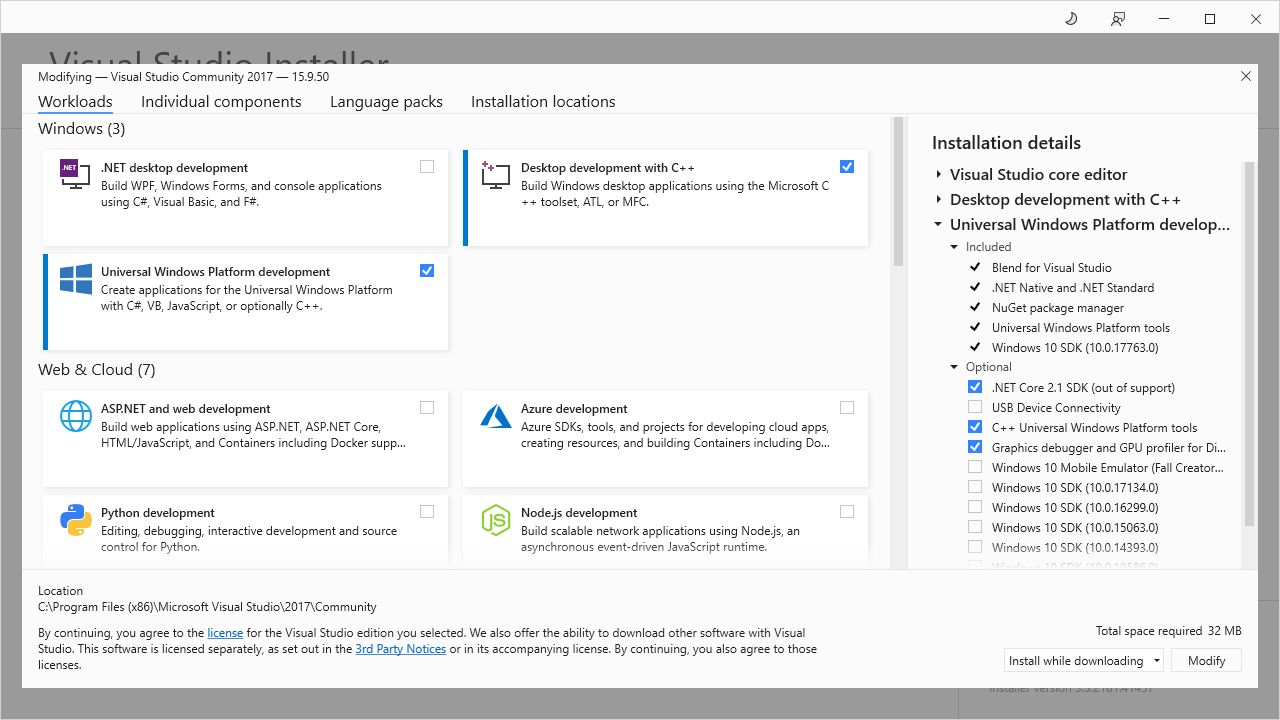 Visual Studio Installer
Modifying — Visual Studio Community 2017 — 15.9.50
Workloads
Individual components
Language packs
Installation locations
Windows (3)
.NET
.NET desktop development
Build WPF, Windows Forms, and console applications
using C#, Visual Basic, and F#.
Desktop development with C++
Build Windows desktop applications using the Microsoft C
++ toolset, ATL, or MFC.
Universal Windows Platform development
Create applications for the Universal Windows Platform
with C#, VB, JavaScript, or optionally C++.
Web & Cloud (7)
ASP.NET and web development
Build web applications using ASP.NET, ASP.NET Core,
HTML/JavaScript, and Containers including Docker supp...
Azure development
Azure SDKs, tools, and projects for developing cloud apps,
creating resources, and building Containers including Do...
Python development
Editing, debugging, interactive development and source
control for Python.
JS
Node.js development
Build scalable network applications using Node.js, an
asynchronous event-driven JavaScript runtime.
Installation details
Visual Studio core editor
Desktop development with C++
Universal Windows Platform develop...
Included
Blend for Visual Studio
.NET Native and .NET Standard
NuGet package manager
Universal Windows Platform tools
Windows 10 SDK (10.0.17763.0)
Optional
.NET Core 2.1 SDK (out of support)
USB Device Connectivity
C++ Universal Windows Platform tools
Graphics debugger and GPU profiler for Di...
Windows 10 Mobile Emulator (Fall Creator...
Windows 10 SDK (10.0.17134.0)
Windows 10 SDK (10.0.16299.0)
Windows 10 SDK (10.0.15063.0)
Windows 10 SDK (10.0.14393.0)
Windows 10 SDK
Location
C:\Program Files (x86)\Microsoft Visual Studio\2017\Community
By continuing, you agree to the license for the Visual Studio edition you selected. We also offer the ability to download other software with Visual
Studio. This software is licensed separately, as set out in the 3rd Party Notices or in its accompanying license. By continuing, you also agree to those
licenses.
Total space required 32 MB
Install while downloading
Modify
Installer version